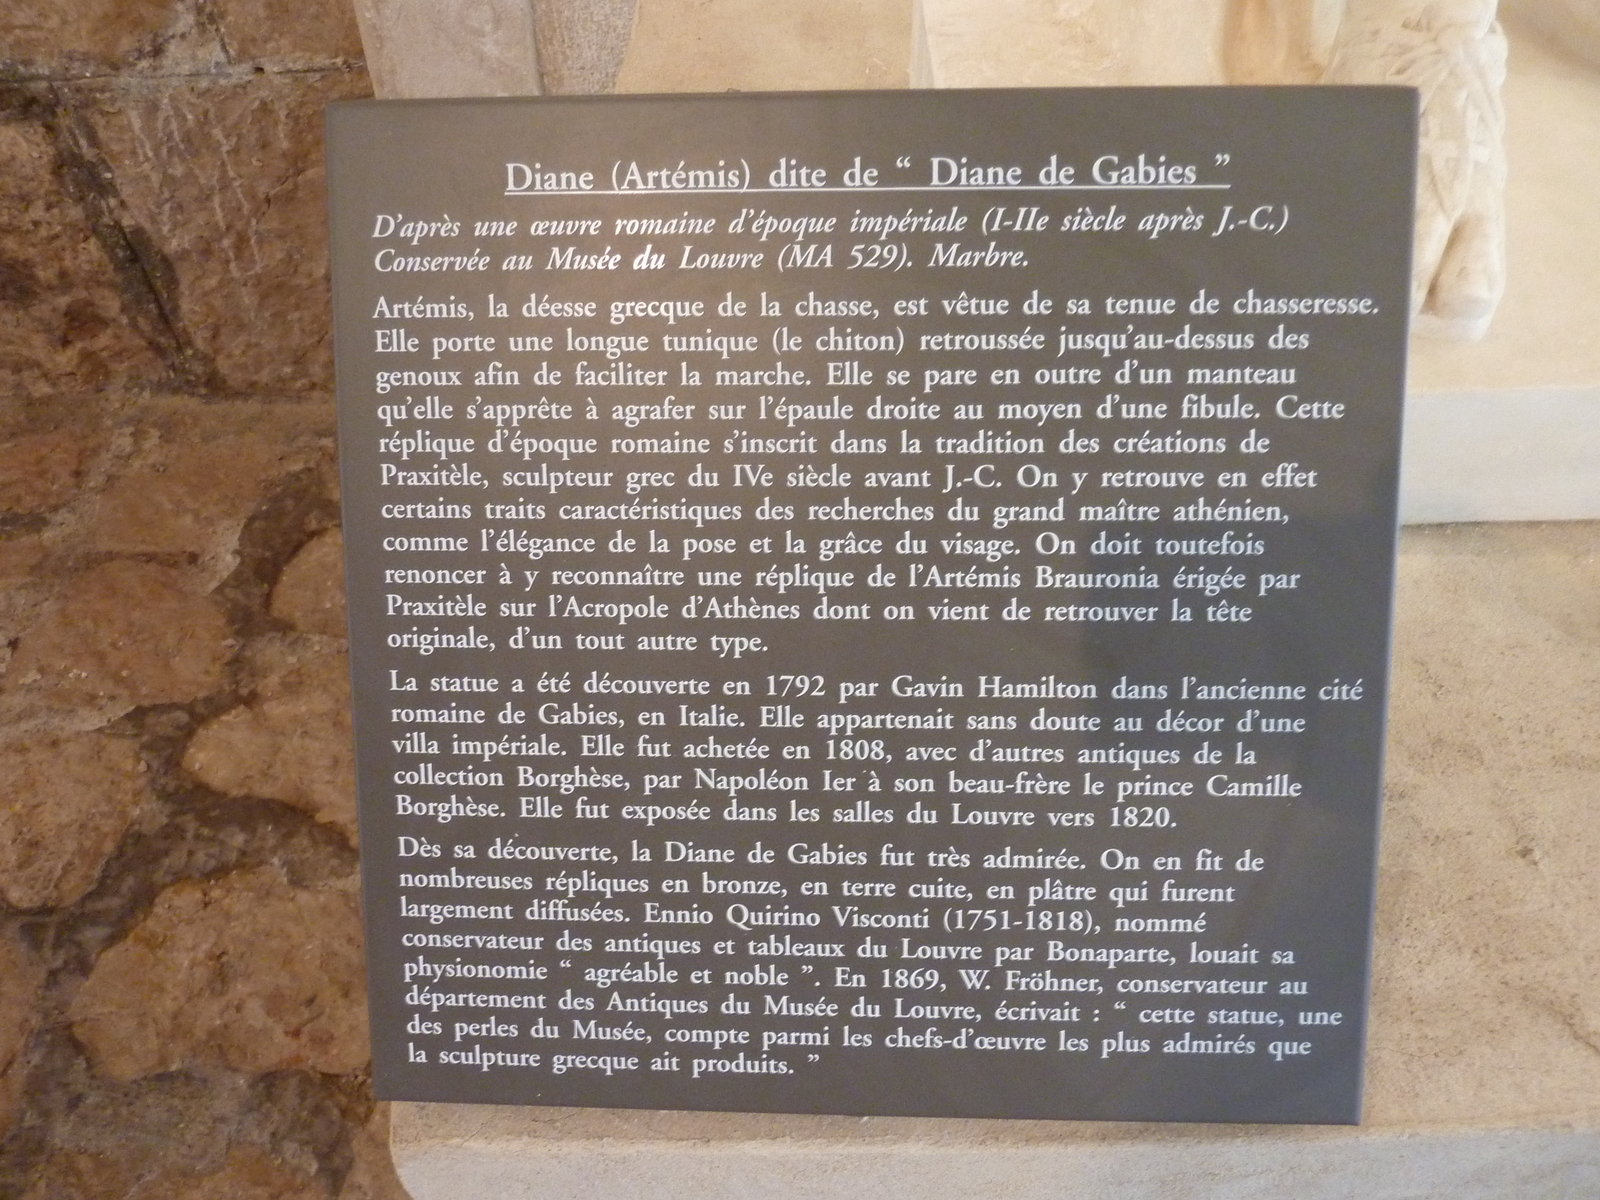 Diane (Artémis) dite de “ Diane de Gabies ”
D'après une œuvre romaine d'époque impériale (I-IIe siècle après J.-C.)
Conservée au Musée du Louvre (MA 529). Marbre.
Artémis, la déesse grecque de la chasse, est vêtue de sa tenue de chasseresse.
Elle porte une longue tunique (le chiton) retroussée jusqu'au-dessus des
genoux afin de faciliter la marche. Elle se pare en outre d'un manteau
qu'elle s'apprête à agrafer sur l'épaule droite au moyen d'une fibule. Cette
réplique d'époque romaine s'inscrit dans la tradition des créations de
Praxitèle, sculpteur grec du IVe siècle avant J.-C. On y retrouve en effet
certains traits caractéristiques des recherches du grand maître athénien,
comme l'élégance de la pose et la grâce du visage. On doit toutefois
renoncer à y reconnaître une réplique de l'Artémis Brauronia érigée par
Praxitèle sur l'Acropole d'Athènes dont on vient de retrouver la tête
originale, d'un tout autre type.
La statue a été découverte en 1792 par Gavin Hamilton dans l'ancienne cité
romaine de Gabies, en Italie. Elle appartenait sans doute au décor d'une
villa impériale. Elle fut achetée en 1808, avec d'autres antiques de la
collection Borghèse, par Napoléon Ier à son beau-frère le prince Camille
Borghèse. Elle fut exposée dans les salles du Louvre vers 1820.
Dès sa découverte, la Diane de Gabies fut très admirée. On en fit de
nombreuses répliques en bronze, en terre cuite, en plâtre qui furent
largement diffusées. Ennio Quirino Visconti (1751-1818), nommé
conservateur des antiques et tableaux du Louvre par Bonaparte, louait sa
physionomie “ agréable et noble ”. En 1869, W. Fröhner, conservateur au
département des Antiques du Musée du Louvre, écrivait : “ cette statue, une
des perles du Musée, compte parmi les chefs-d'œuvre les plus admirés que
la sculpture grecque ait produits. ”